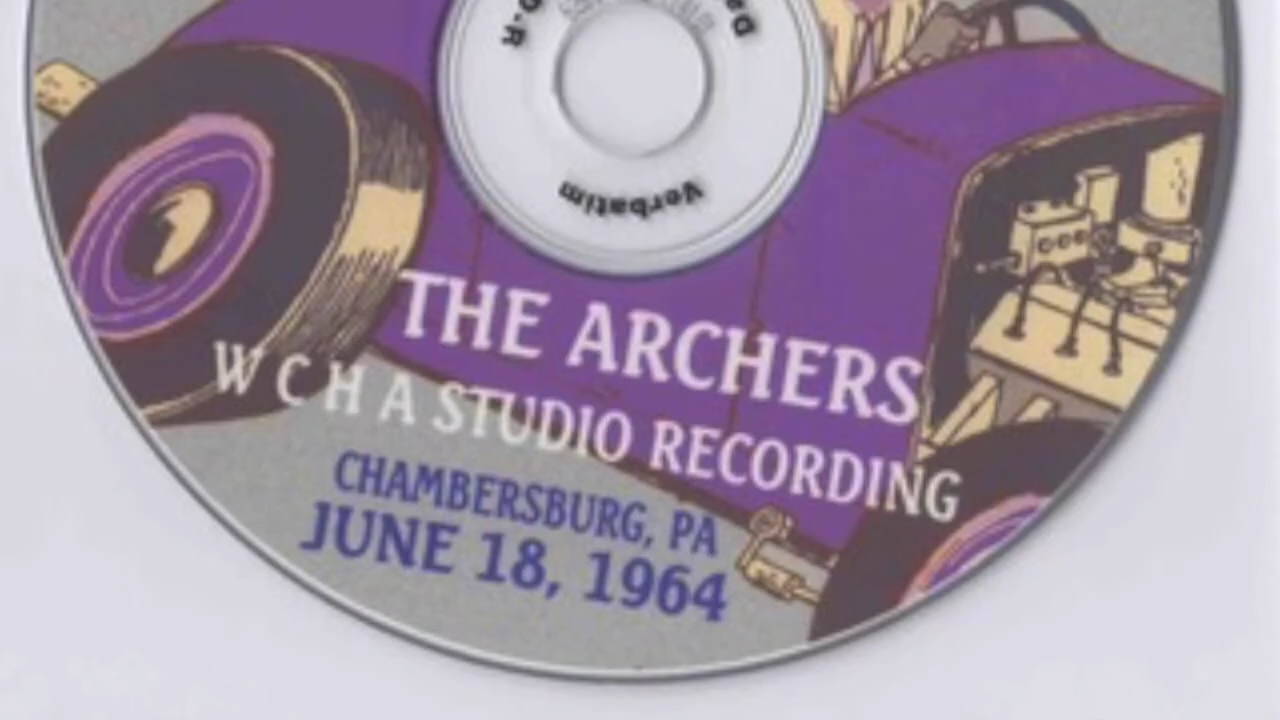 Verbatim
THE ARCHERS
W C H A STUDIO RECORDING
CHAMBERSBURG, PA
JUNE 18, 1964